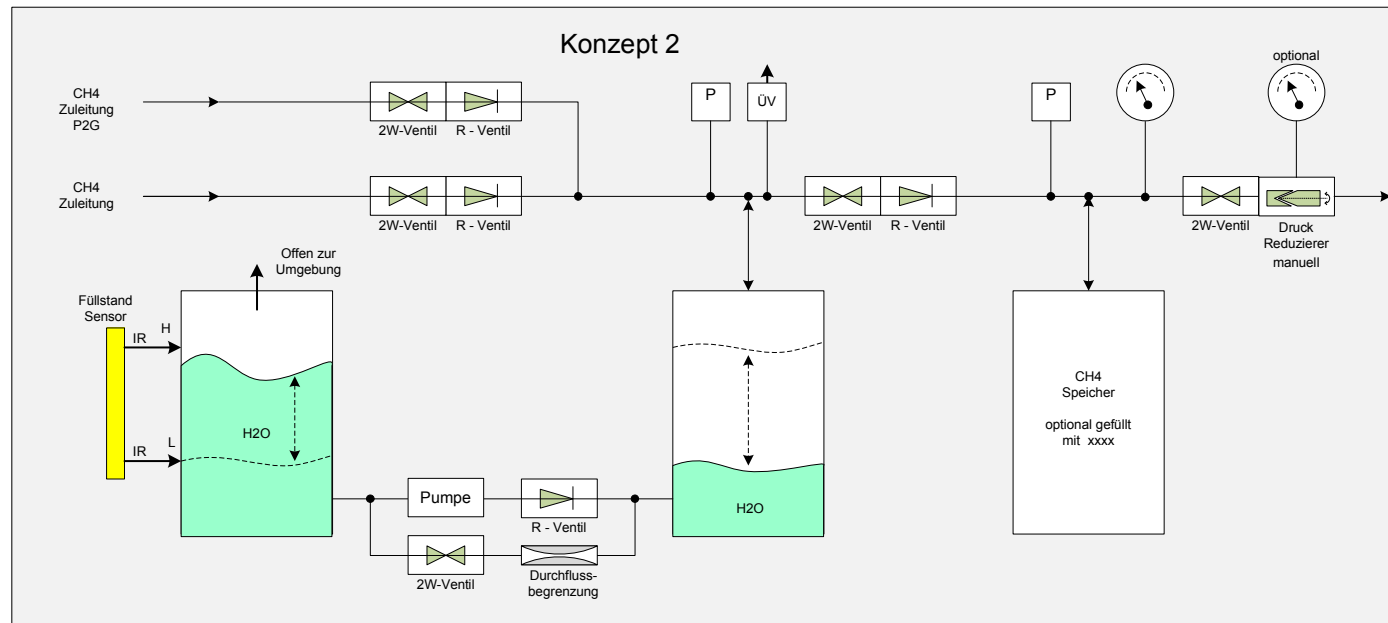 Konzept 2
CH4
Zuleitung
P2G
2W-Ventil
R - Ventil
P
ÜV
P
optional
CH4
Zuleitung
2W-Ventil
R - Ventil
2W-Ventil
R - Ventil
2W-Ventil
Druck
Reduzierer
manuell
Offen zur
Umgebung
Füllstand
Sensor
IR
H
IR
L
H2O
Pumpe
R - Ventil
2W-Ventil
Durchfluss-
begrenzung
H2O
CH4
Speicher
optional gefüllt
mit xxxx